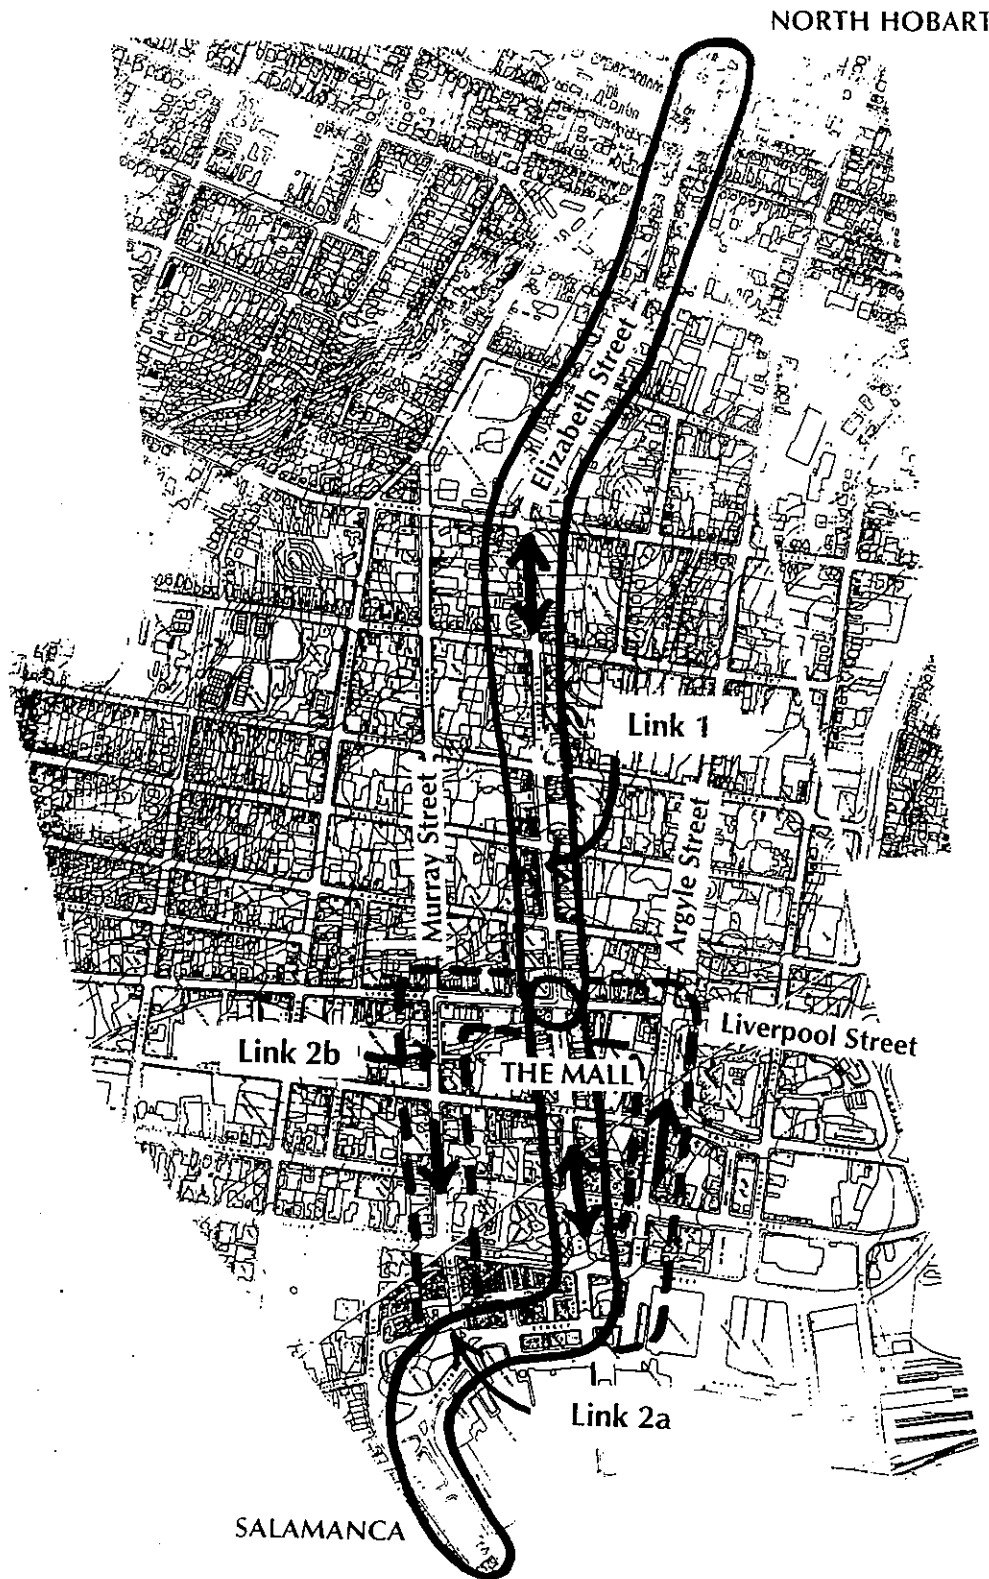 NORTH HOBART
Elizabeth Street
Link 1
Murray Street
Argyle Street
Liverpool Street
Link 2b
THE MALL
Link 2a
SALAMANCA